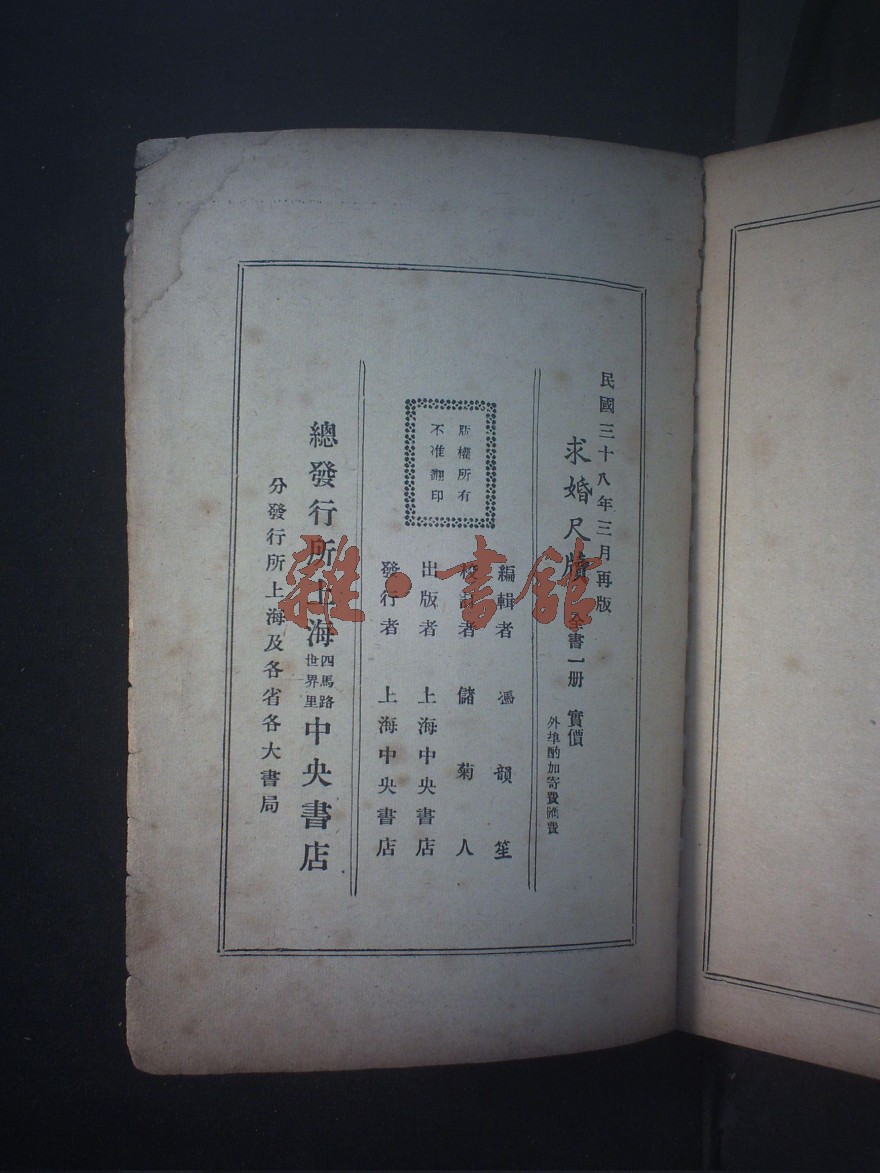 民國三十八年三月再版
求婚尺牘 全書一册 實價
外埠酌加寄費匯費
版權所有
不准翻印
編輯者 馮韻笙
校訂者 儲菊人
出版者 上海中央書店
發行者 上海中央書店
總發行所上海四馬路世界里中央書店
分發行所上海及各省各大書局
雜·書館